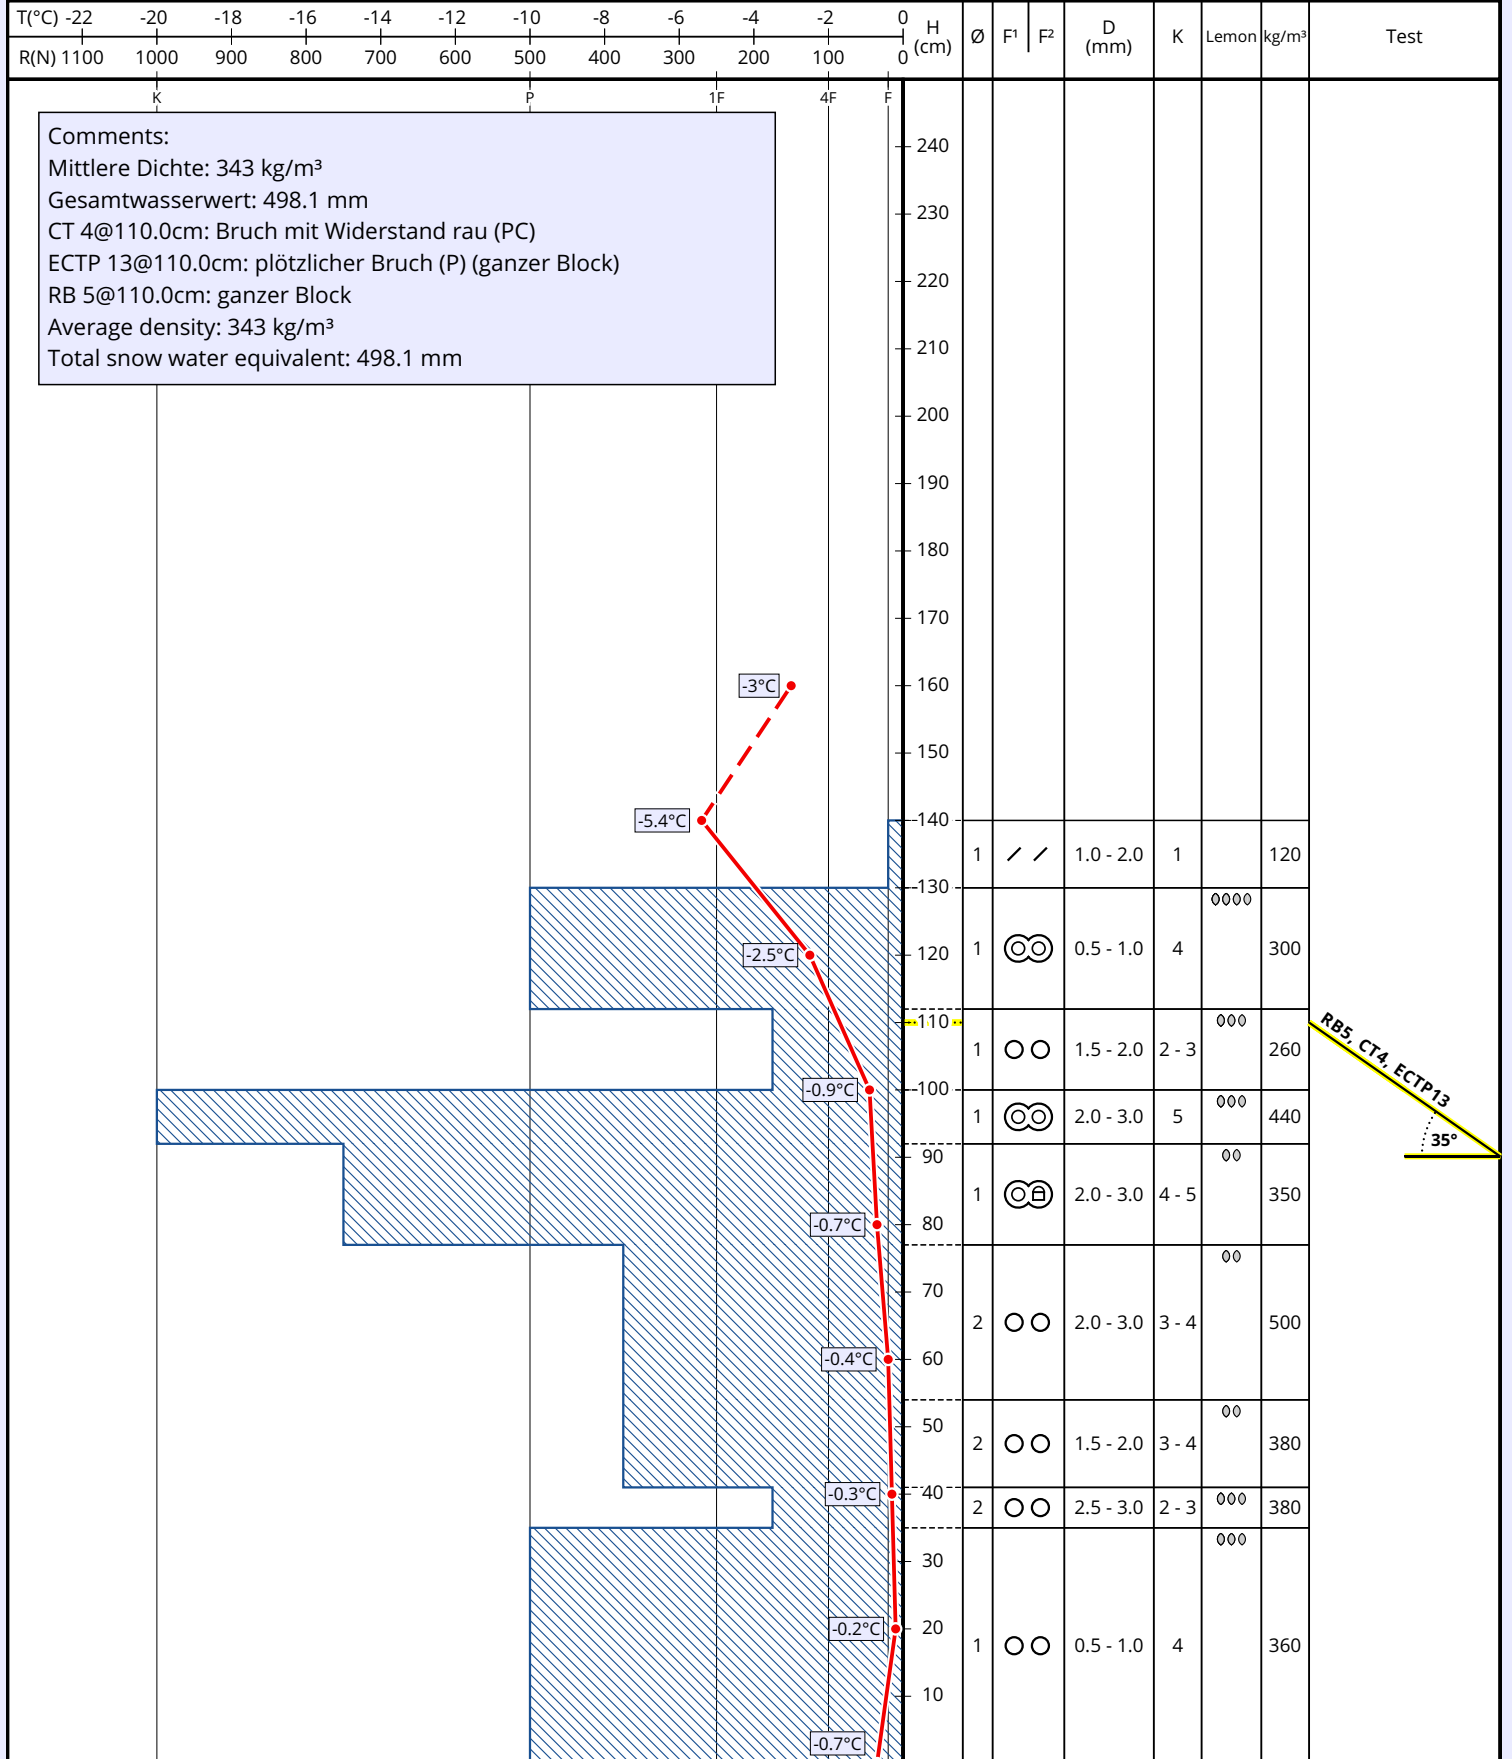 T(°C) -22 -20 -18 -16 -14 -12 -10 -8 -6 -4 -2 0
R(N) 1100 1000 900 800 700 600 500 400 300 200 100 0
H (cm) Ø F¹ F² D (mm) K Lemon kg/m³ Test
K P 1F 4F F
Comments:
Mittlere Dichte: 343 kg/m³
Gesamtwasserwert: 498.1 mm
CT 4@110.0cm: Bruch mit Widerstand rau (PC)
ECTP 13@110.0cm: plötzlicher Bruch (P) (ganzer Block)
RB 5@110.0cm: ganzer Block
Average density: 343 kg/m³
Total snow water equivalent: 498.1 mm
240
230
220
210
200
190
180
170
-3°C 160
150
-5.4°C 140
1 1.0 - 2.0 1 120
130
1 0.5 - 1.0 4 300
-2.5°C 120
110
RB5, CT4, ECTP13
1 1.5 - 2.0 2 - 3 260
-0.9°C 100
1 2.0 - 3.0 5 440
35°
90
1 2.0 - 3.0 4 - 5 350
-0.7°C 80
70
2 2.0 - 3.0 3 - 4 500
-0.4°C 60
50
2 1.5 - 2.0 3 - 4 380
-0.3°C 40
2 2.5 - 3.0 2 - 3 380
30
-0.2°C 20
1 0.5 - 1.0 4 360
10
-0.7°C